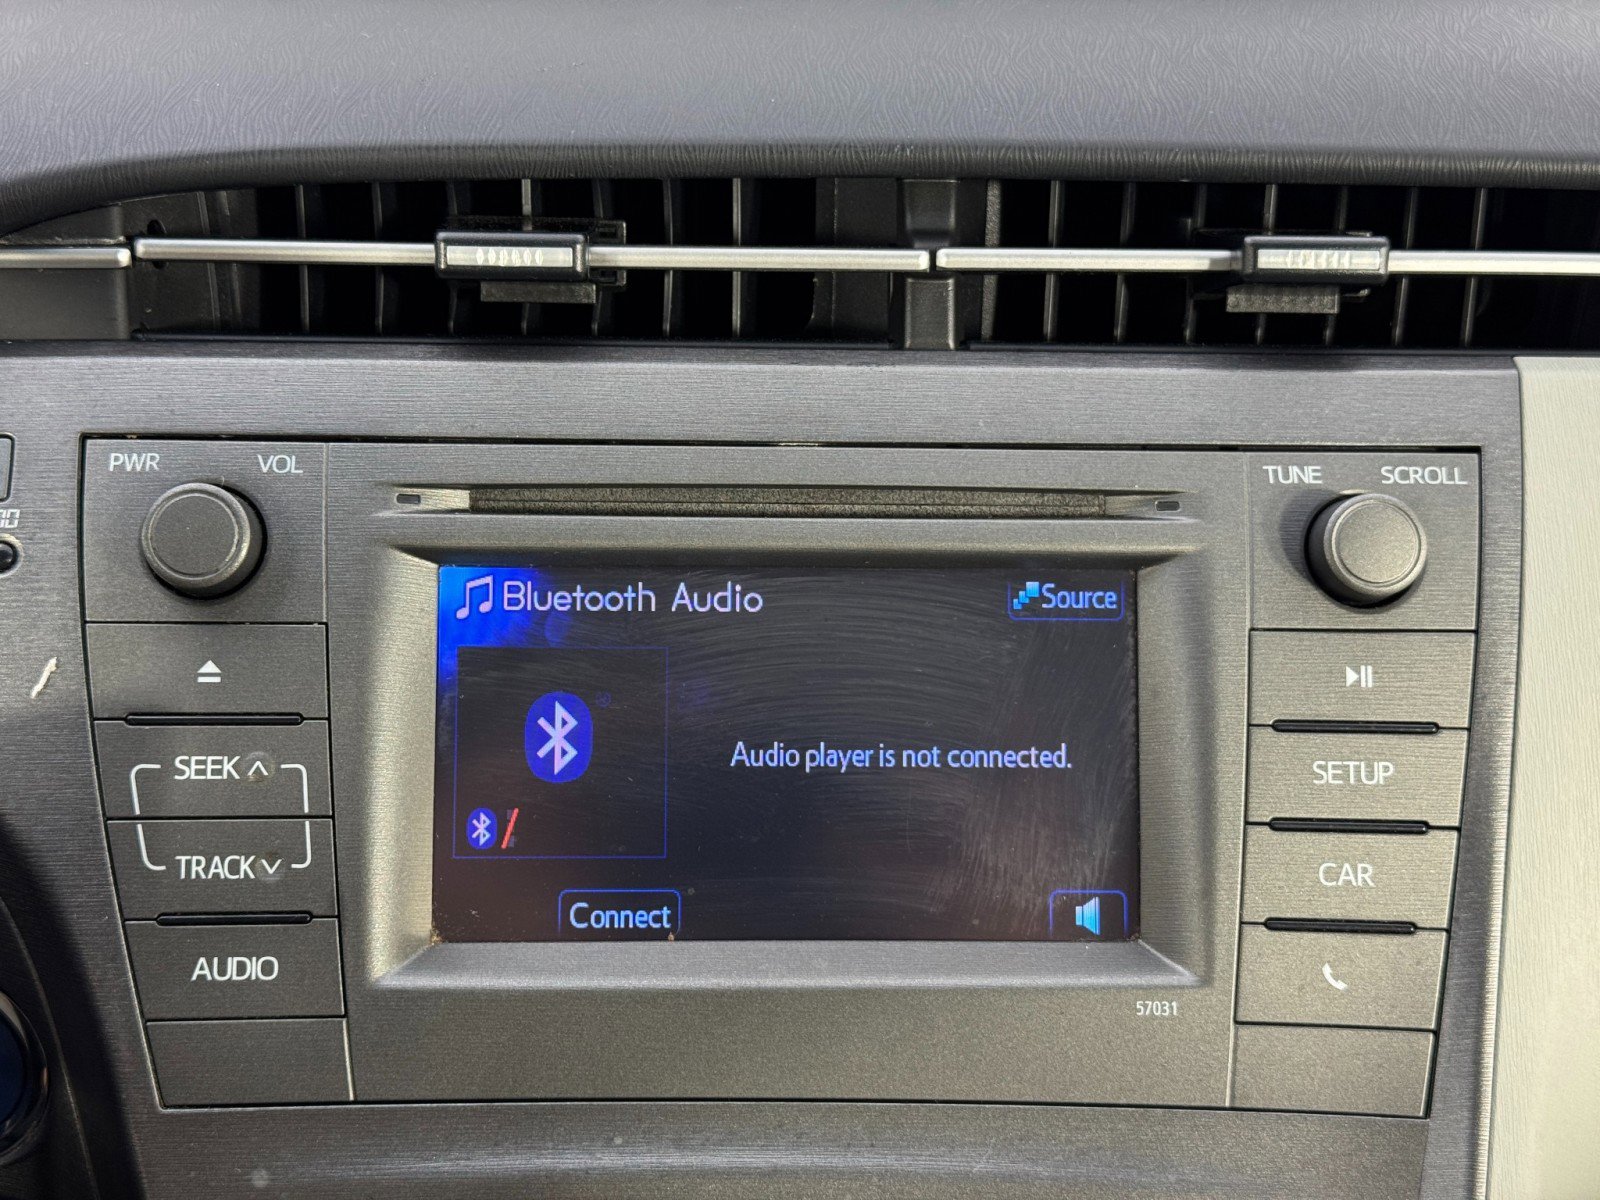 PWR VOL
TUNE SCROLL
Bluetooth Audio
Source
SEEK
Audio player is not connected.
SETUP
TRACK
CAR
Connect
AUDIO
57031